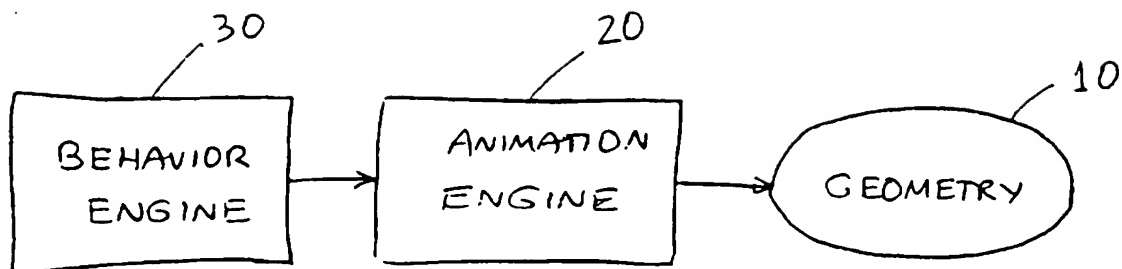 30
20
10
BEHAVIOR
ENGINE
ANIMATION
ENGINE
GEOMETRY